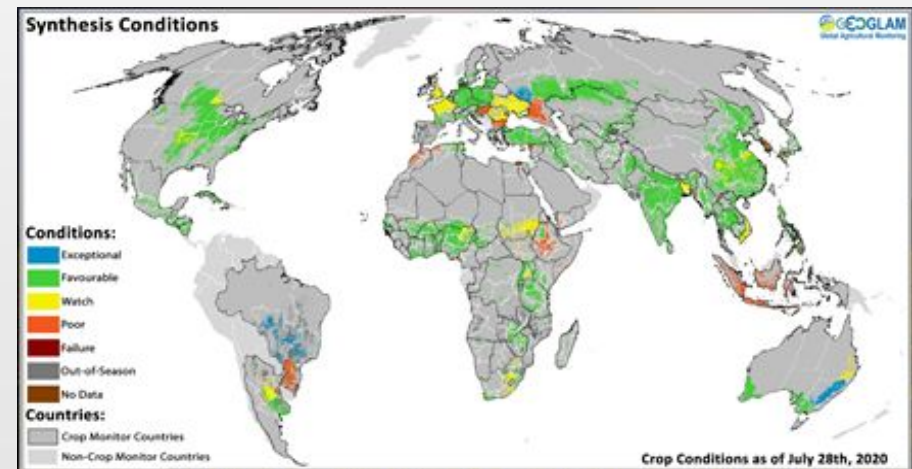 Synthesis Conditions
GEOGLAM
Global Agricultural Monitoring
Conditions:
Exceptional
Favourable
Watch
Poor
Failure
Out-of-Season
No Data
Countries:
Crop Monitor Countries
Non-Crop Monitor Countries
Crop Conditions as of July 28th, 2020